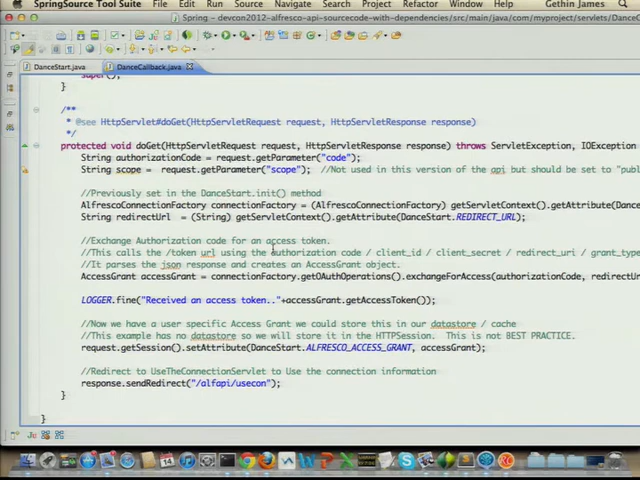 SpringSource Tool Suite File Edit Source Navigate Search Project Refactor Window Gethin James
Spring - devcon2012-alfresco-api-sourcecode-with-dependencies/src/main/java/com/myproject/servlets/DanceC
DanceStart.java DanceCallback.java
super();
}
/**
* @see HttpServlet#doGet(HttpServletRequest request, HttpServletResponse response)
*/
protected void doGet(HttpServletRequest request, HttpServletResponse response) throws ServletException, IOException
String authorizationCode = request.getParameter("code");
String scope = request.getParameter("scope"); //Not used in this version of the api but should be set to "publ
//Previously set in the DanceStart.init() method
AlfrescoConnectionFactory connectionFactory = (AlfrescoConnectionFactory) getServletContext().getAttribute(Dance
String redirectUrl = (String) getServletContext().getAttribute(DanceStart.REDIRECT_URL);
//Exchange Authorization code for an access token.
//This calls the /token url using the authorization code / client_id / client_secret / redirect_uri / grant_type
//It parses the json response and creates an AccessGrant object.
AccessGrant accessGrant = connectionFactory.getOAuthOperations().exchangeForAccess(authorizationCode, redirectUr
LOGGER.fine("Received an access token.."+accessGrant.getAccessToken());
//Now we have a user specific Access Grant we could store this in our datastore / cache
//This example has no datastore so we will store it in the HTTPSession. This is not BEST PRACTICE.
request.getSession().setAttribute(DanceStart.ALFRESCO_ACCESS_GRANT, accessGrant);
//Redirect to UseTheConnectionServlet to Use the connection information
response.sendRedirect("/alfapi/usecon");
}
}